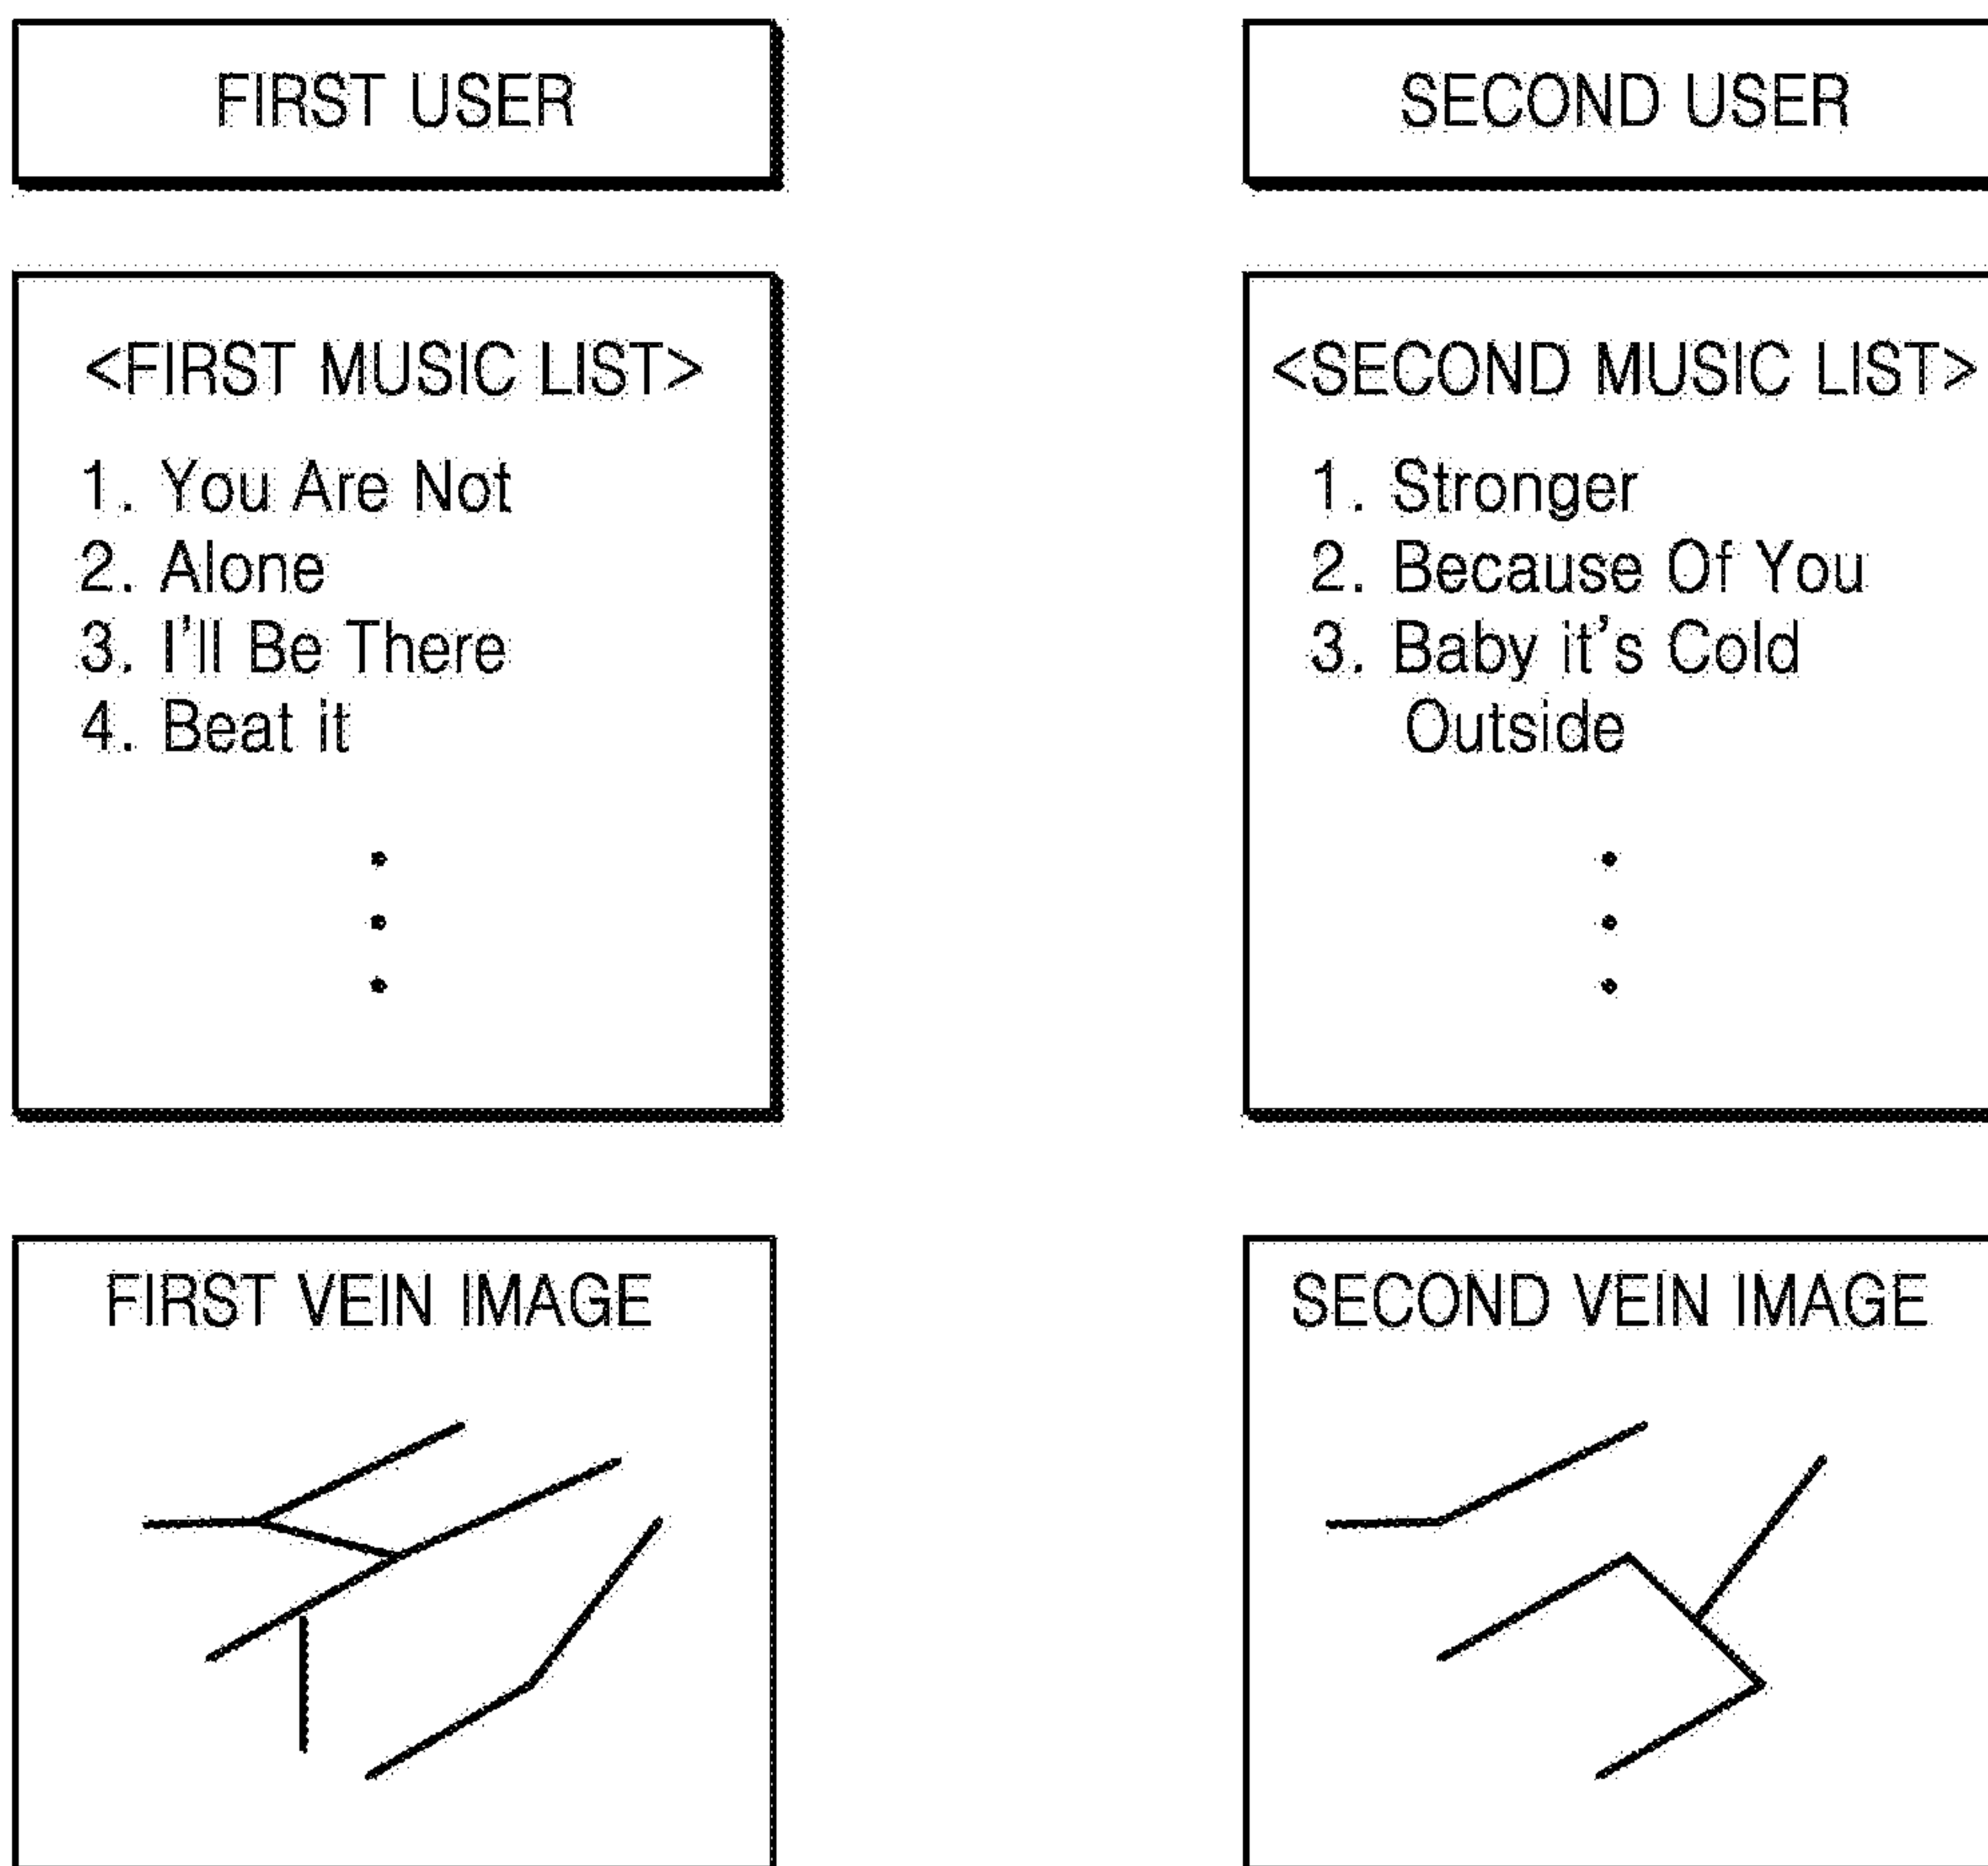 FIRST USER
<FIRST MUSIC LIST>
1. You Are Not
2. Alone
3. I'll Be There
4. Beat it
FIRST VEIN IMAGE
SECOND USER
<SECOND MUSIC LIST>
1. Stronger
2. Because Of You
3. Baby it's Cold
Outside
SECOND VEIN IMAGE